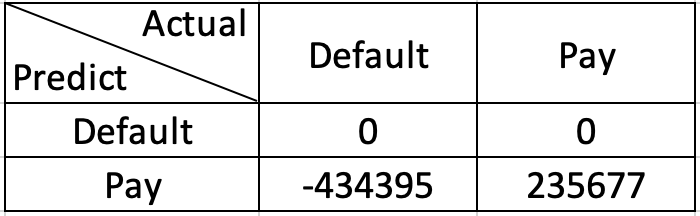 Actual
Predict
Default
Pay
Default
0
0
Pay
-434395
235677